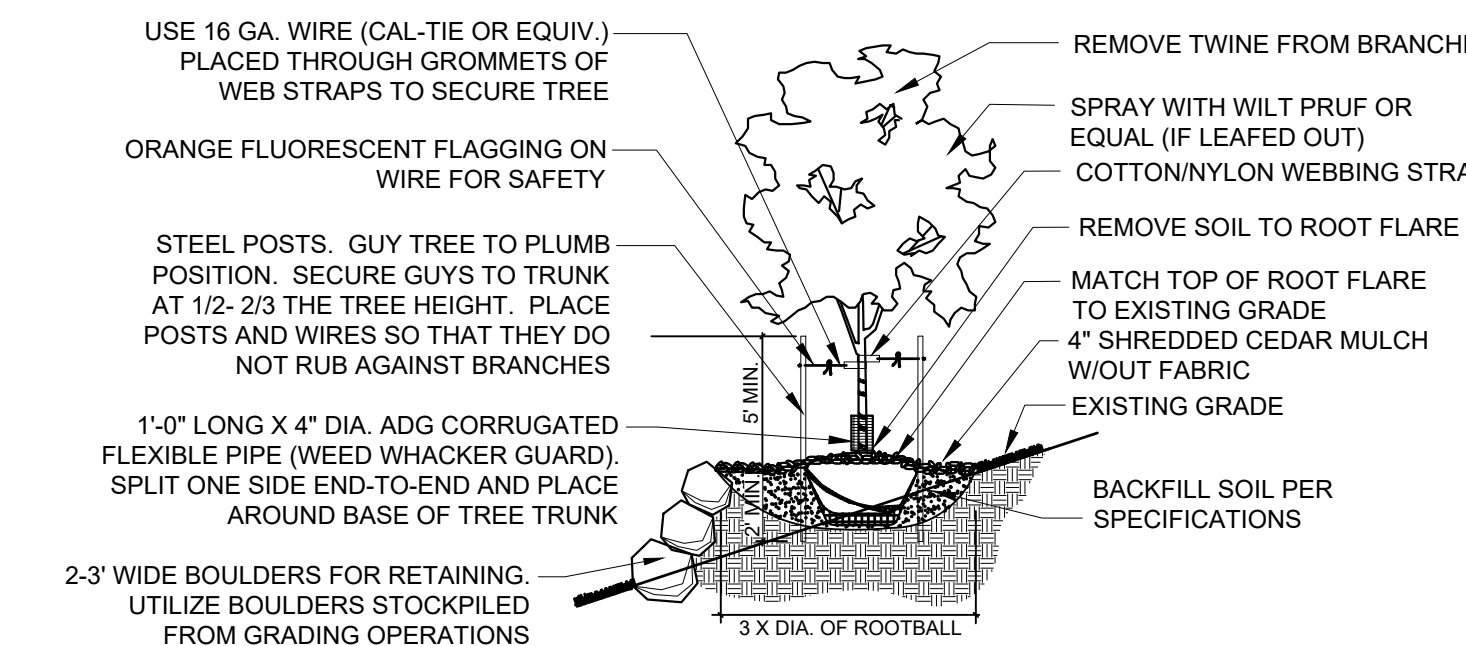 USE 16 GA. WIRE (CAL-TIE OR EQUIV.)
PLACED THROUGH GROMMETS OF
WEB STRAPS TO SECURE TREE
ORANGE FLUORESCENT FLAGGING ON
WIRE FOR SAFETY
STEEL POSTS. GUY TREE TO PLUMB
POSITION. SECURE GUYS TO TRUNK
AT 1/2- 2/3 THE TREE HEIGHT. PLACE
POSTS AND WIRES SO THAT THEY DO
NOT RUB AGAINST BRANCHES
1'-0" LONG X 4" DIA. ADG CORRUGATED
FLEXIBLE PIPE (WEED WHACKER GUARD).
SPLIT ONE SIDE END-TO-END AND PLACE
AROUND BASE OF TREE TRUNK
2-3' WIDE BOULDERS FOR RETAINING.
UTILIZE BOULDERS STOCKPILED
FROM GRADING OPERATIONS
5' MIN.
2' MIN.
3 X DIA. OF ROOTBALL
REMOVE TWINE FROM
SPRAY WITH WILT PRUF OR
EQUAL (IF LEAFED OUT)
COTTON/NYLON WEBBING
REMOVE SOIL TO ROOT FLARE
MATCH TOP OF ROOT FLARE
TO EXISTING GRADE
4" SHREDDED CEDAR MULCH
W/OUT FABRIC
EXISTING GRADE
BACKFILL SOIL PER
SPECIFICATIONS